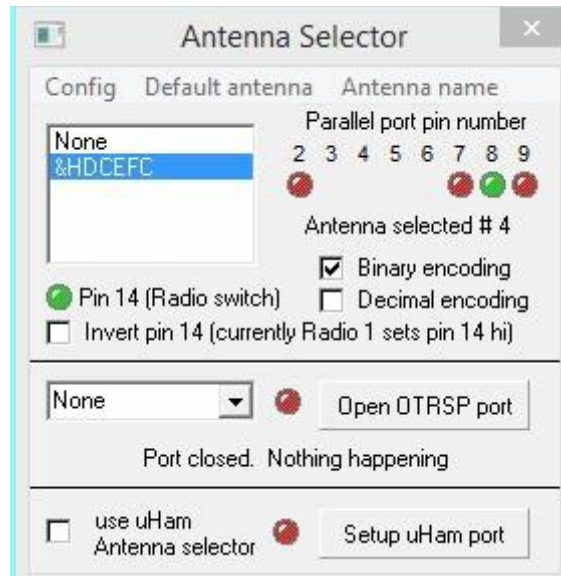 Antenna Selector
Config Default antenna Antenna name
None
&HDCEFC
Parallel port pin number
2 3 4 5 6 7 8 9
Antenna selected # 4
Binary encoding
Pin 14 (Radio switch)
Decimal encoding
Invert pin 14 (currently Radio 1 sets pin 14 hi)
None
Open OTRSP port
Port closed. Nothing happening
use uHam
Antenna selector
Setup uHam port